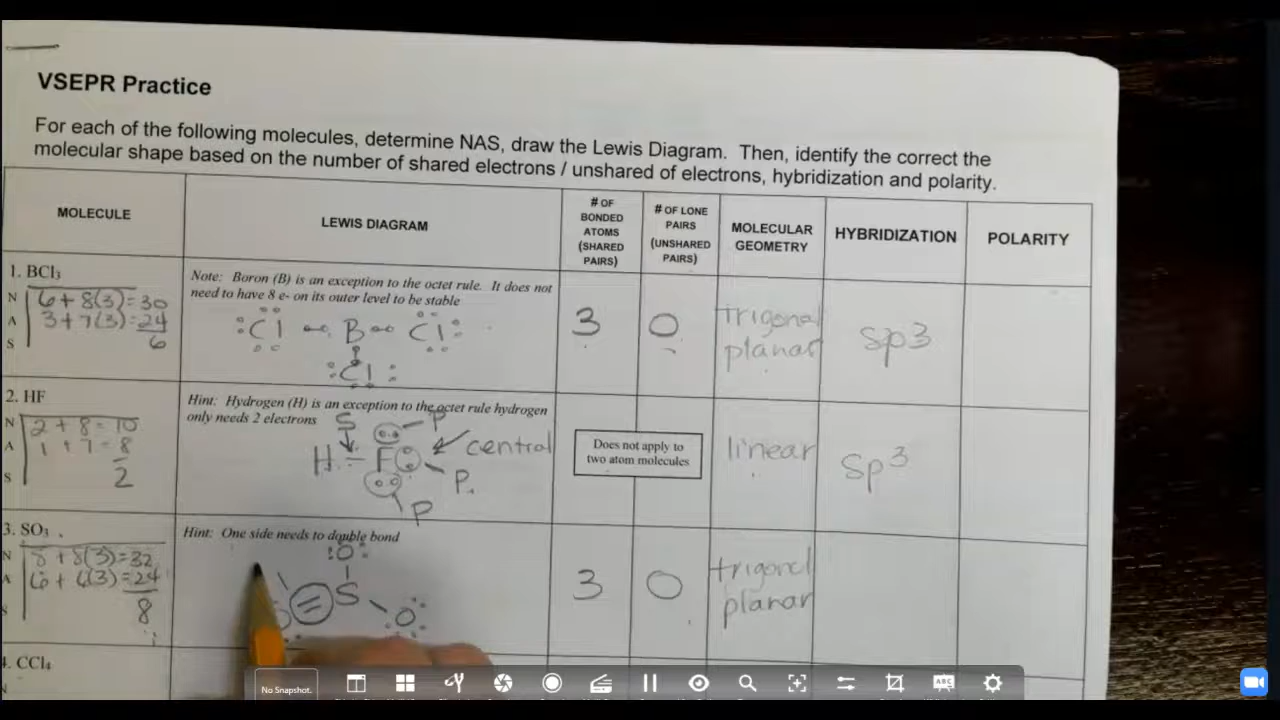 VSEPR Practice
For each of the following molecules, determine NAS, draw the Lewis Diagram. Then, identify the correct the
molecular shape based on the number of shared electrons / unshared of electrons, hybridization and polarity.
MOLECULE
LEWIS DIAGRAM
# OF
BONDED
ATOMS
(SHARED
PAIRS)
# OF LONE
PAIRS
(UNSHARED
PAIRS)
MOLECULAR
GEOMETRY
HYBRIDIZATION
POLARITY
1. BCl₃
N 6 + 8(3) = 30
A 3 + 7(3) = 24
S 6
Note: Boron (B) is an exception to the octet rule. It does not
need to have 8 e- on its outer level to be stable
Cl B Cl
Cl
3
0
trigonal
planar
Sp3
2. HF
N 2 + 8 = 10
A 1 + 7 = 8
S 2
Hint: Hydrogen (H) is an exception to the octet rule hydrogen
only needs 2 electrons
S P
central
H – F
P.
P
Does not apply to
two atom molecules
linear
Sp³
3. SO₃
N 8 + 8(3) = 32
A 6 + 6(3) = 24
8
Hint: One side needs to double bond
O
= S
O
3
0
trigonal
planar
4. CCl₄
No Snapshot.
ABC